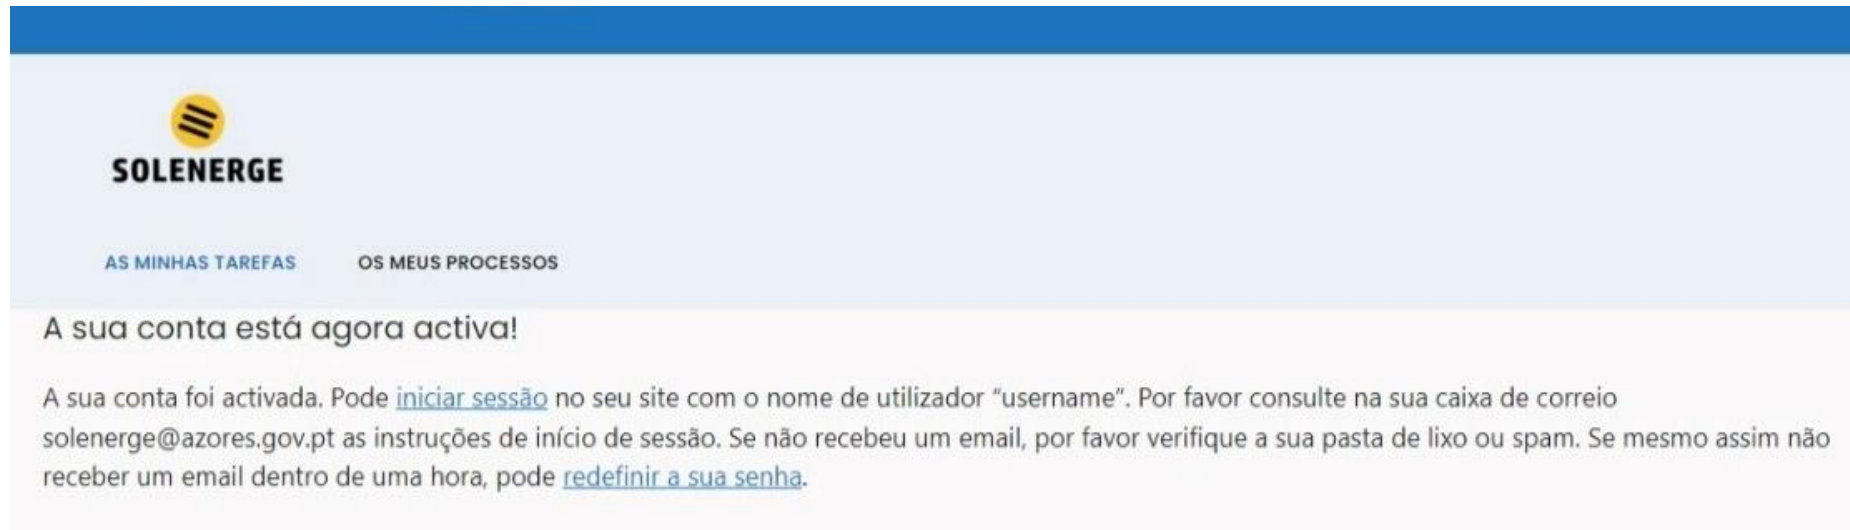 SOLENERGE
AS MINHAS TAREFAS OS MEUS PROCESSOS
A sua conta está agora activa!
A sua conta foi activada. Pode iniciar sessão no seu site com o nome de utilizador “username”. Por favor consulte na sua caixa de correio
solenerge@azores.gov.pt as instruções de início de sessão. Se não recebeu um email, por favor verifique a sua pasta de lixo ou spam. Se mesmo assim não
receber um email dentro de uma hora, pode redefinir a sua senha.